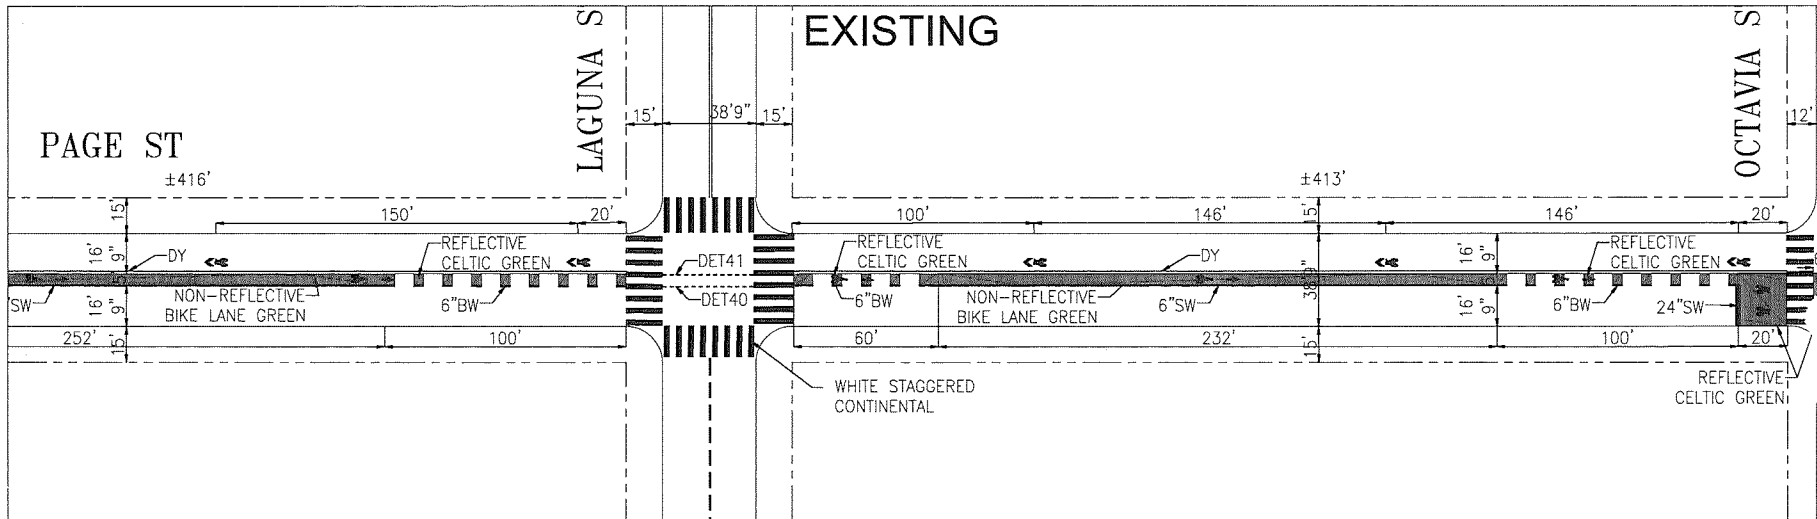 EXISTING
LAGUNA S
OCTAVIA S
PAGE ST
15'
38'9"
15'
12'
±416'
±413'
15'
150'
20'
100'
146'
15'
146'
20'
16'
9"
DY
REFLECTIVE
CELTIC GREEN
DET41
REFLECTIVE
CELTIC GREEN
DY
16'
9"
REFLECTIVE
CELTIC GREEN
5'
38'9"
5'
'SW
16'
9"
NON-REFLECTIVE
BIKE LANE GREEN
6"BW
DET40
6"BW
NON-REFLECTIVE
BIKE LANE GREEN
6"SW
16'
9"
6"BW
24"SW
252'
15'
100'
60'
232'
15'
100'
20'
WHITE STAGGERED
CONTINENTAL
REFLECTIVE
CELTIC GREEN